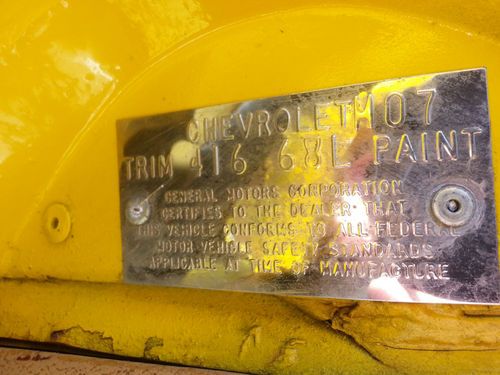 CHEVROLET M07
TRIM 416 68L PAINT
GENERAL MOTORS CORPORATION
CERTIFIES TO THE DEALER THAT
THIS VEHICLE CONFORMS TO ALL FEDERAL
MOTOR VEHICLE SAFETY STANDARDS
APPLICABLE AT TIME OF MANUFACTURE